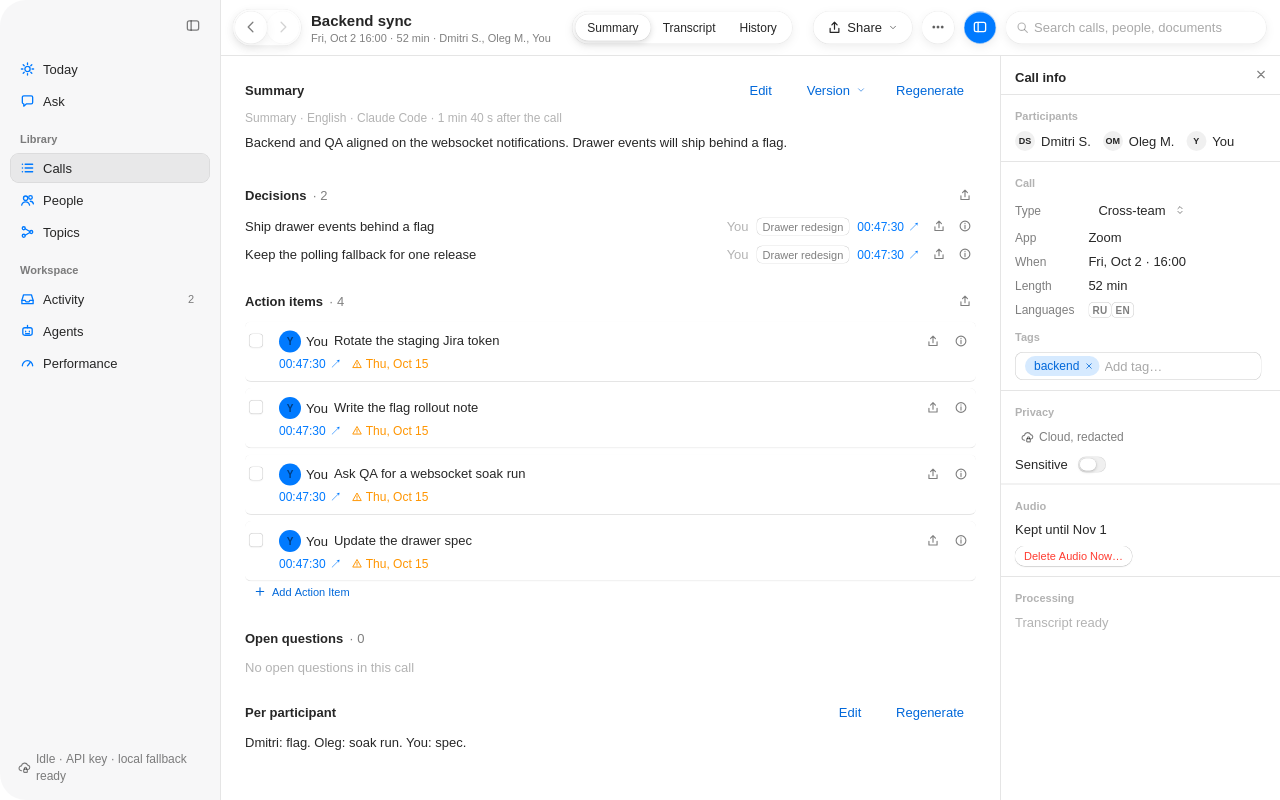 Today
Ask
Library
Calls
People
Topics
Workspace
Activity 2
Agents
Performance
Idle · API key · local fallback
ready
Backend sync
Fri, Oct 2 16:00 · 52 min · Dmitri S., Oleg M., You
Summary Transcript History
Share
Search calls, people, documents
Summary Edit Version Regenerate
Summary · English · Claude Code · 1 min 40 s after the call
Backend and QA aligned on the websocket notifications. Drawer events will ship behind a flag.
Decisions · 2
Ship drawer events behind a flag You Drawer redesign 00:47:30
Keep the polling fallback for one release You Drawer redesign 00:47:30
Action items · 4
Y You Rotate the staging Jira token
00:47:30 Thu, Oct 15
Y You Write the flag rollout note
00:47:30 Thu, Oct 15
Y You Ask QA for a websocket soak run
00:47:30 Thu, Oct 15
Y You Update the drawer spec
00:47:30 Thu, Oct 15
Add Action Item
Open questions · 0
No open questions in this call
Per participant Edit Regenerate
Dmitri: flag. Oleg: soak run. You: spec.
Call info
Participants
DS Dmitri S. OM Oleg M. Y You
Call
Type Cross-team
App Zoom
When Fri, Oct 2 · 16:00
Length 52 min
Languages RU EN
Tags
backend Add tag…
Privacy
Cloud, redacted
Sensitive
Audio
Kept until Nov 1
Delete Audio Now…
Processing
Transcript ready